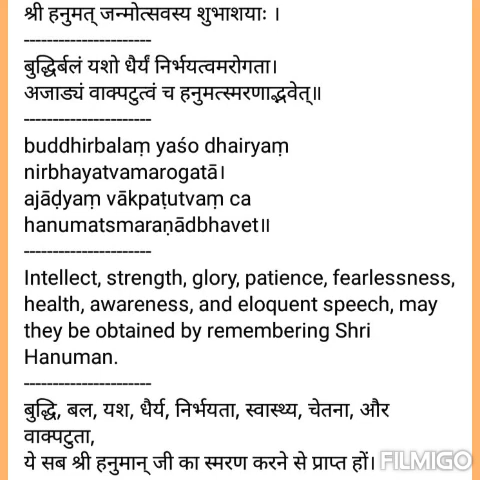 श्री हनुमत् जन्मोत्सवस्य शुभाशयाः ।
----------------------
बुद्धिर्बलं यशो धैर्यं निर्भयत्वमरोगता।
अजाड्यं वाक्पटुत्वं च हनुमत्स्मरणाद्भवेत्॥
----------------------
buddhirbalaṃ yaśo dhairyaṃ
nirbhayatvamarogatā।
ajāḍyaṃ vākpaṭutvaṃ ca
hanumatsmaraṇādbhavet॥
----------------------
Intellect, strength, glory, patience, fearlessness,
health, awareness, and eloquent speech, may
they be obtained by remembering Shri
Hanuman.
----------------------
बुद्धि, बल, यश, धैर्य, निर्भयता, स्वास्थ्य, चेतना, और
वाक्पटुता,
ये सब श्री हनुमान् जी का स्मरण करने से प्राप्त हों।
FILMIGO